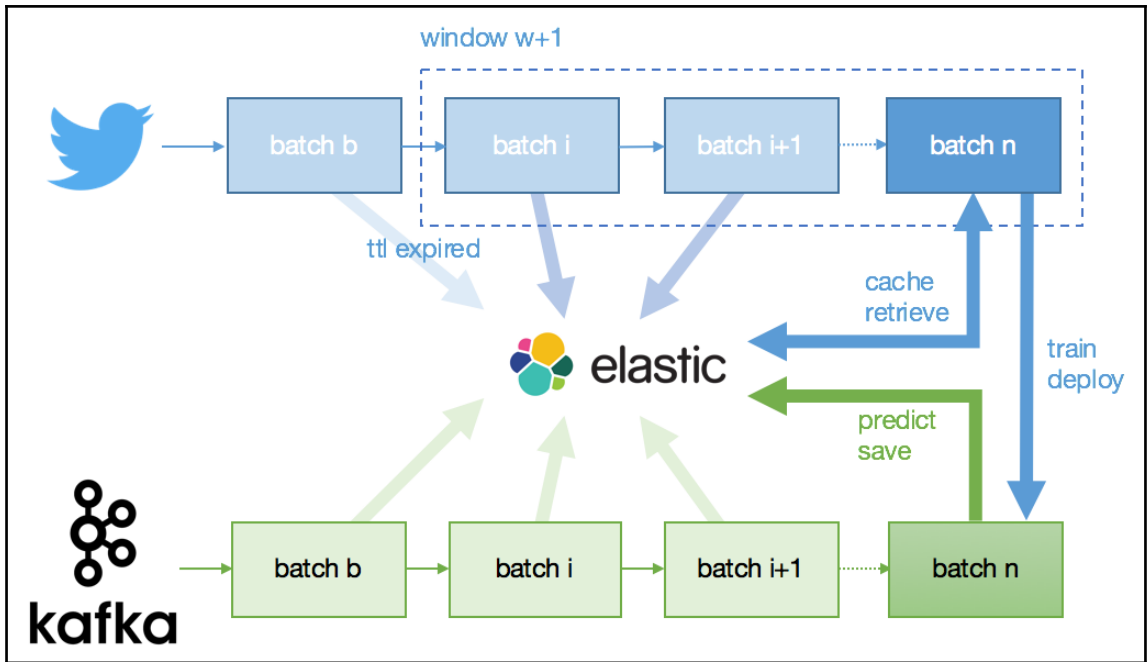 window w+1
batch b
batch i
batch i+1
batch n
ttl expired
cache
retrieve
elastic
train
deploy
predict
save
kafka
batch b
batch i
batch i+1
batch n